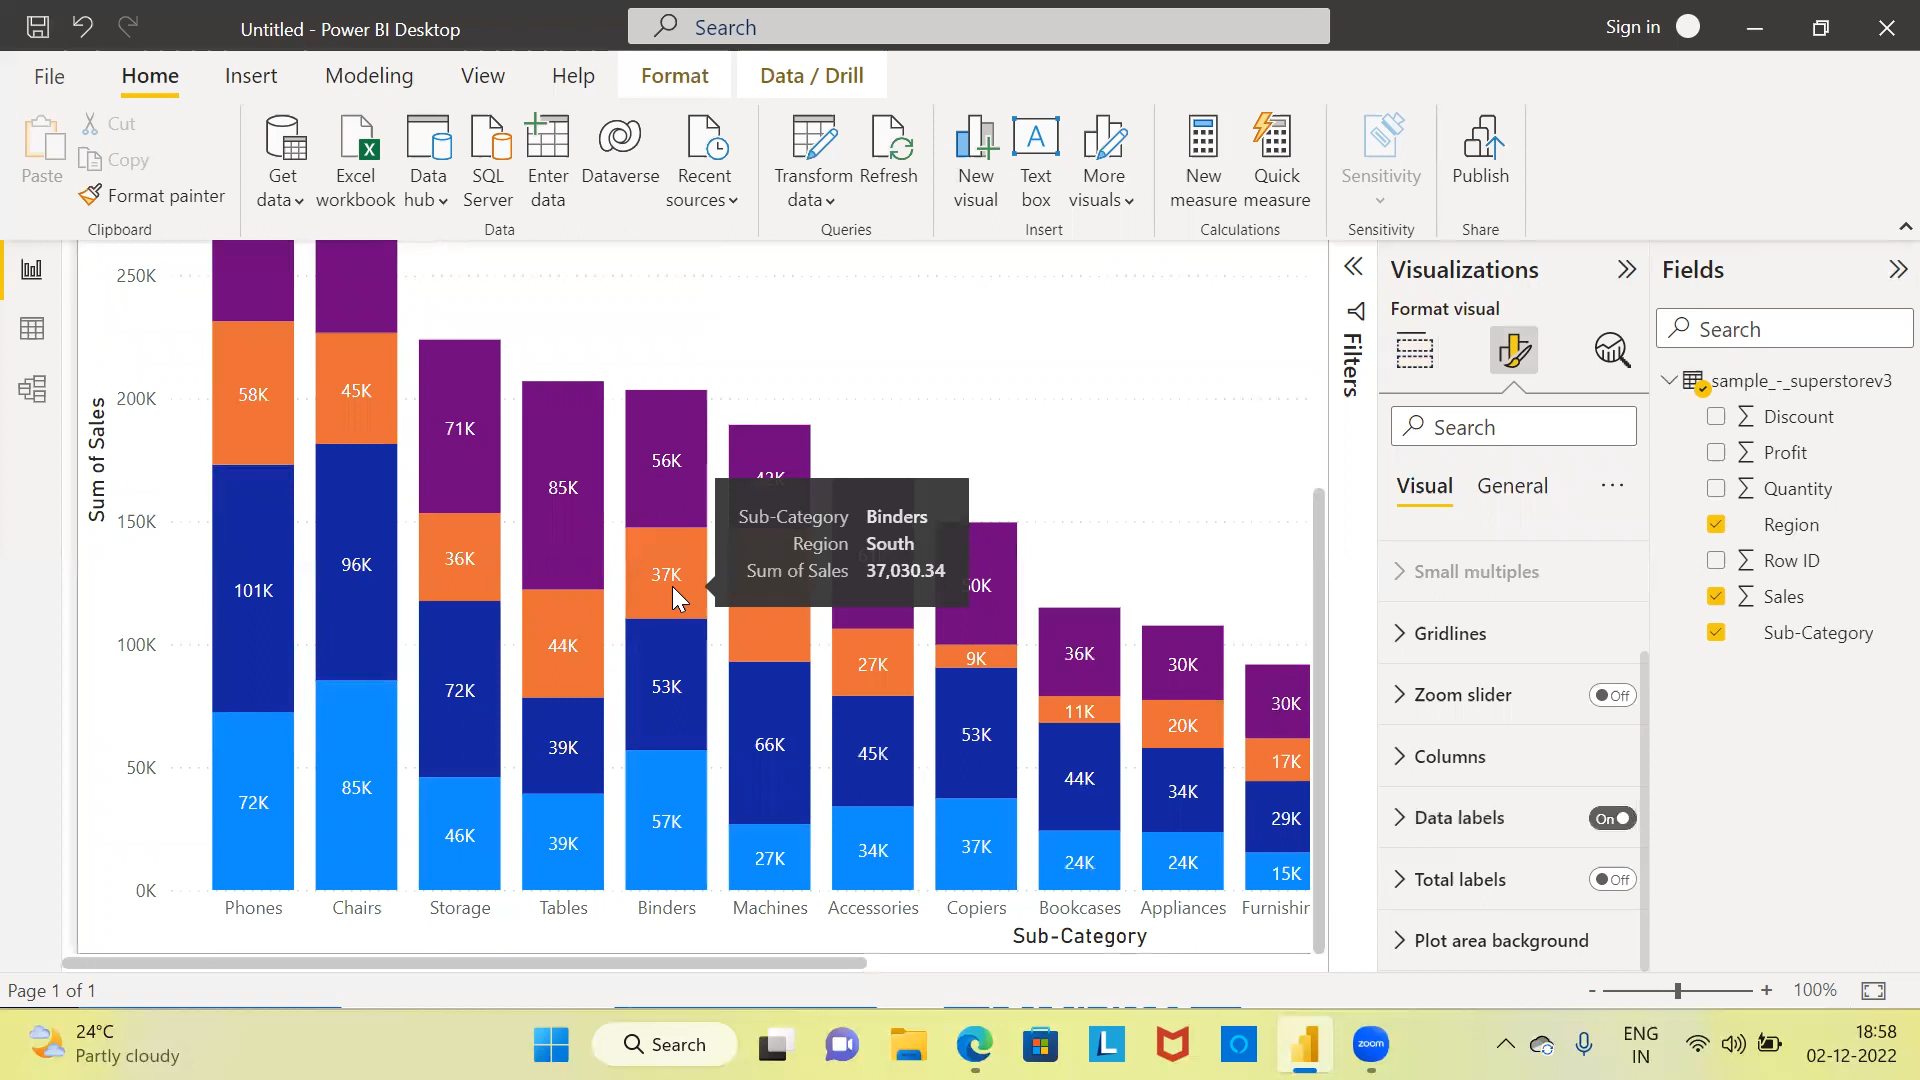 Untitled - Power BI Desktop
Search
Sign in
File
Home
Insert
Modeling
View
Help
Format
Data / Drill
Paste
Cut
Copy
Format painter
Clipboard
Get data
Excel workbook
Data hub
SQL Server
Enter data
Dataverse
Recent sources
Data
Transform data
Refresh
Queries
New visual
Text box
More visuals
Insert
New measure
Quick measure
Calculations
Sensitivity
Sensitivity
Publish
Share
Sum of Sales
250K
200K
150K
100K
50K
0K
58K
101K
72K
45K
96K
85K
71K
36K
72K
46K
85K
44K
39K
39K
56K
37K
53K
57K
66K
27K
27K
45K
34K
9K
53K
37K
36K
11K
44K
24K
30K
20K
34K
24K
30K
17K
29K
15K
Sub-Category Binders
Region South
Sum of Sales 37,030.34
Phones
Chairs
Storage
Tables
Binders
Machines
Accessories
Copiers
Bookcases
Appliances
Furnishir
Sub-Category
Filters
Visualizations
Format visual
Search
Visual
General
Small multiples
Gridlines
Zoom slider
Off
Columns
Data labels
On
Total labels
Off
Plot area background
Fields
Search
sample_-_superstorev3
Discount
Profit
Quantity
Region
Row ID
Sales
Sub-Category
Page 1 of 1
100%
24°C
Partly cloudy
Search
L
zoom
ENG
IN
18:58
02-12-2022